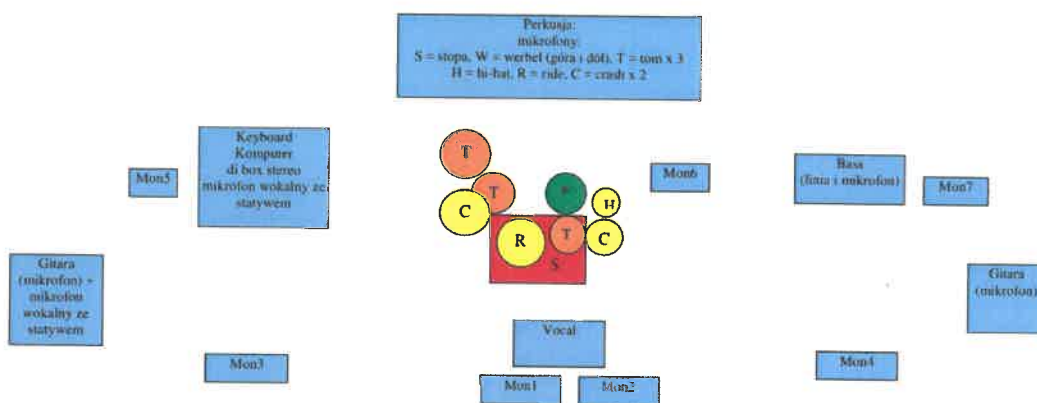 Perkusja:
mikrofony:
S = stopa, W = werbel (góra i dół), T = tom x 3
H = hi-hat, R = ride, C = crash x 2
Keyboard
Komputer
di box stereo
mikrofon wokalny ze
statywem
Mon5
T
T
C
R
T
S
H
C
Mon6
Bass
(linia i mikrofon)
Mon7
Gitara
(mikrofon) +
mikrofon
wokalny ze
statywem
Gitara
(mikrofon)
Vocal
Mon3
Mon1
Mon2
Mon4